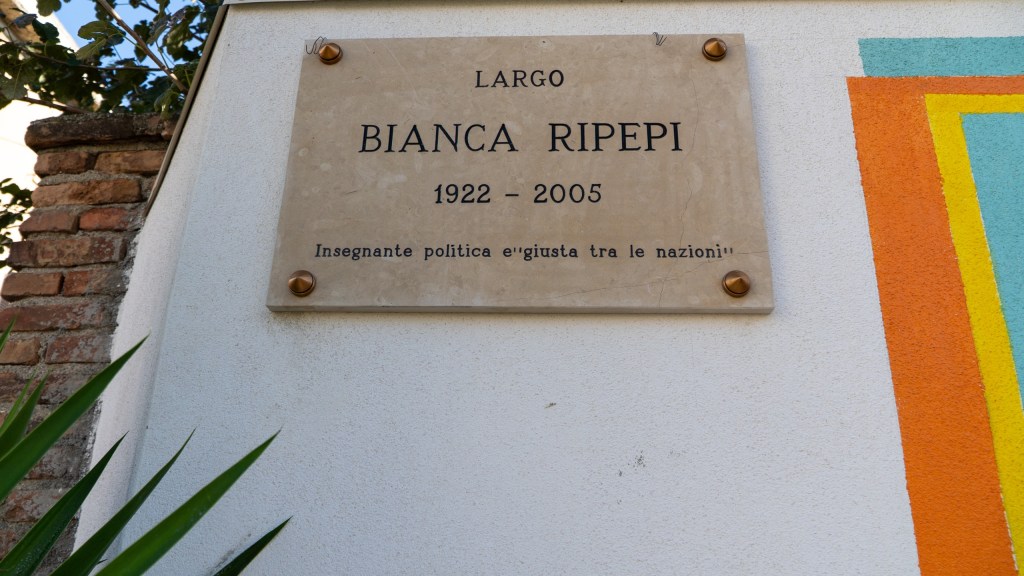 LARGO
BIANCA RIPEPI
1922 - 2005
Insegnante politica e"giusta tra le nazioni"